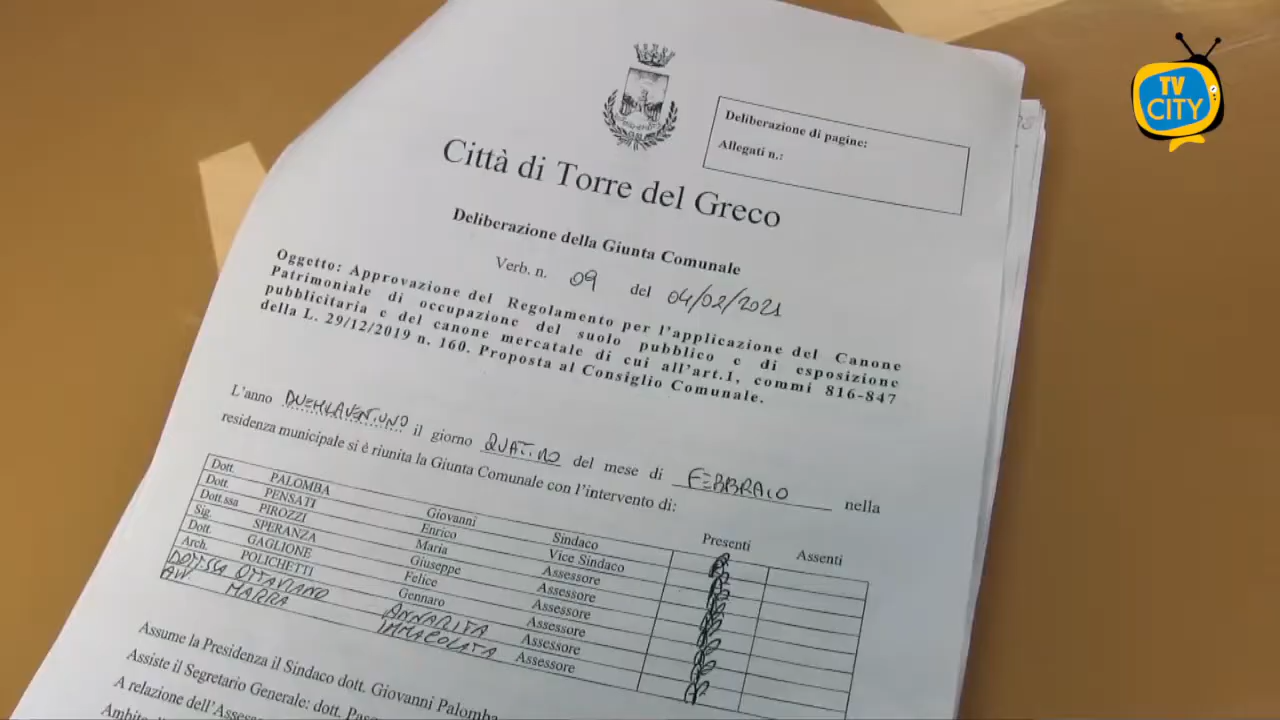 TV
CITY
Deliberazione di pagine:
Allegati n.:
Città di Torre del Greco
Deliberazione della Giunta Comunale
Verb. n. 09 del 04/02/2021
Oggetto: Approvazione del Regolamento per l'applicazione del Canone
Patrimoniale di occupazione del suolo pubblico e di esposizione
pubblicitaria e del canone mercatale di cui all'art.1, commi 816-847
della L. 29/12/2019 n. 160. Proposta al Consiglio Comunale.
L'anno DUEMILAVENTIUNO il giorno QUATTRO del mese di FEBBRAIO nella
residenza municipale si è riunita la Giunta Comunale con l'intervento di:
Presenti Assenti
Dott. PALOMBA Giovanni Sindaco
Dott. PENSATI Enrico Vice Sindaco
Dott.ssa PIROZZI Maria Assessore
Sig. SPERANZA Giuseppe Assessore
Dott. GAGLIONE Felice Assessore
Arch. POLICHETTI Gennaro Assessore
DOTT.SSA OTTAVIANO ANNARITA Assessore
AVV. MARRA IMMACOLATA Assessore
Assume la Presidenza il Sindaco dott. Giovanni Palomba
Assiste il Segretario Generale: dott.
A relazione